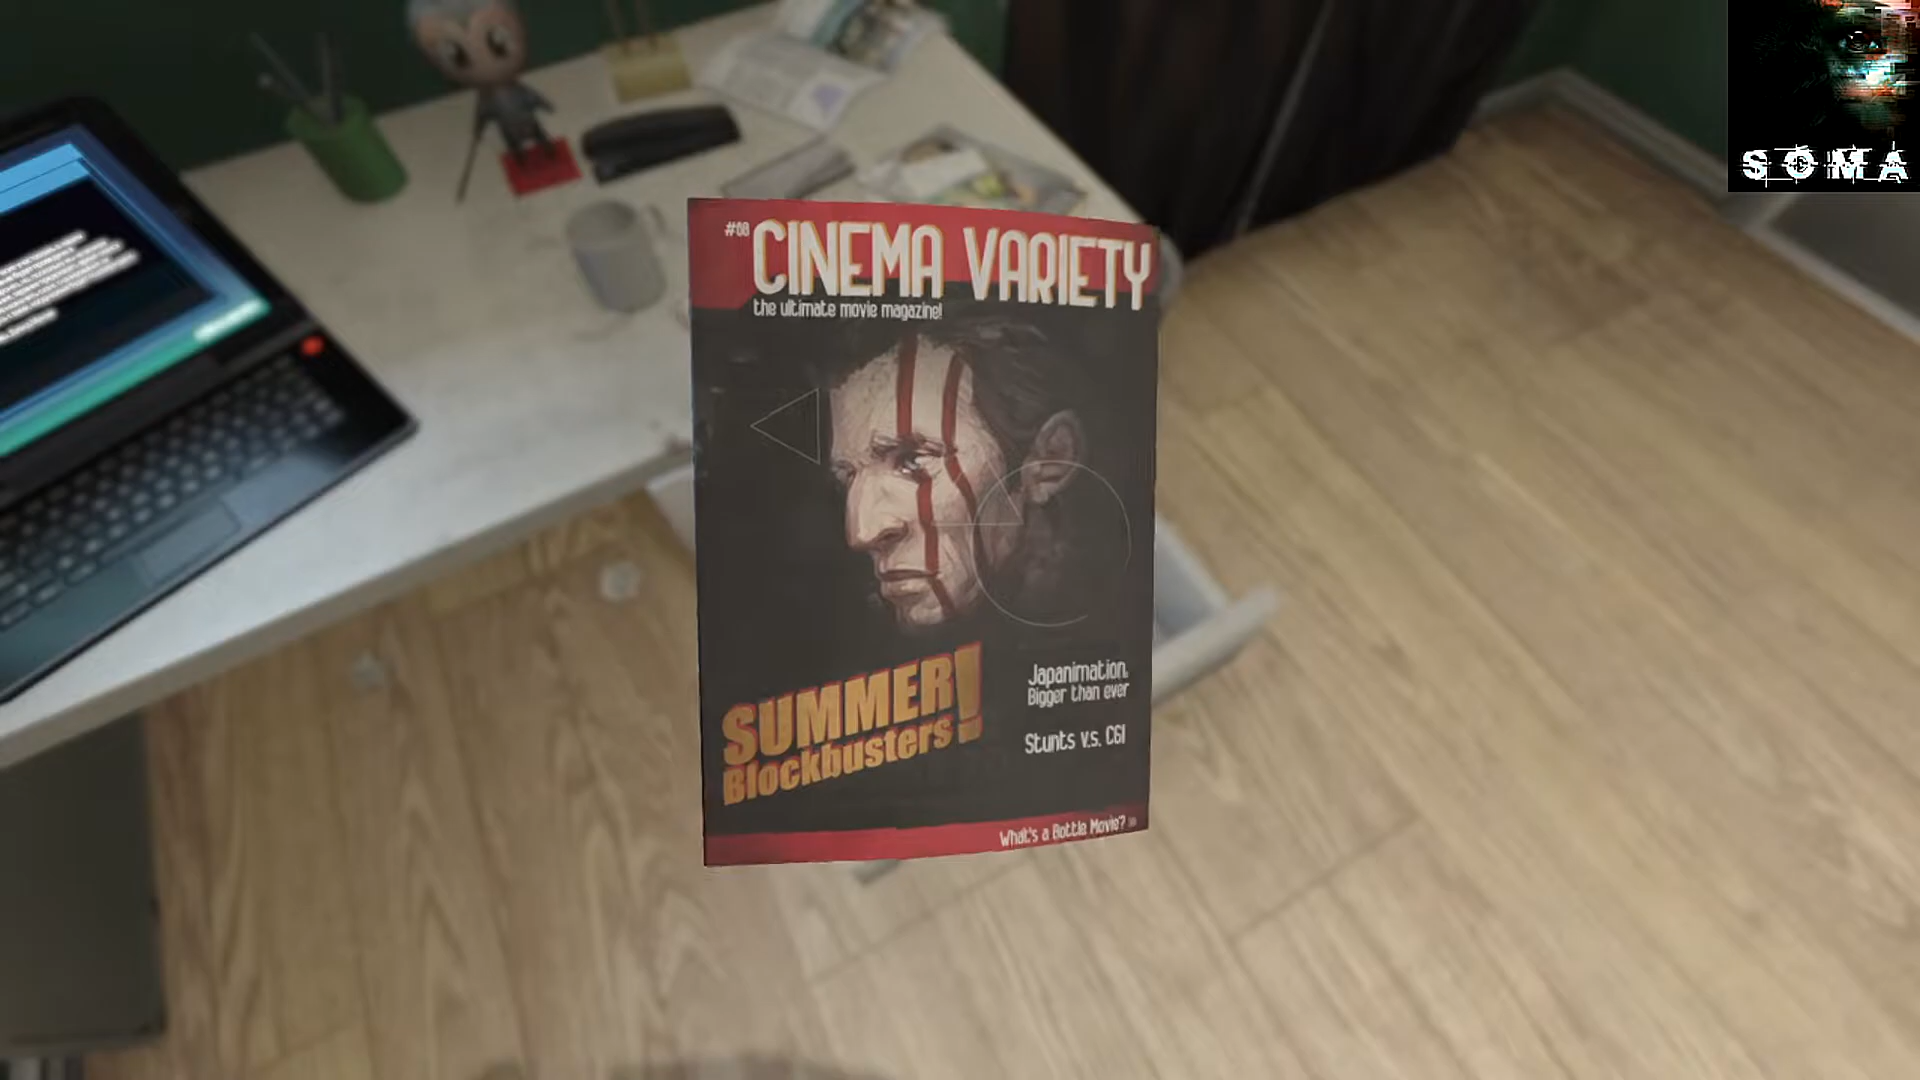 SOMA
#08 CINEMA VARIETY
the ultimate movie magazine!
SUMMER!
Blockbusters
Japanimation,
Bigger than ever
Stunts v.s. CGI
What's a Bottle Movie?